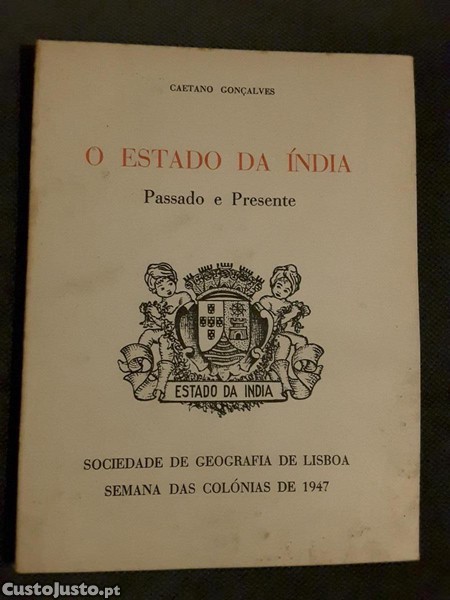 CAETANO GONÇALVES
O ESTADO DA ÍNDIA
Passado e Presente
ESTADO DA INDIA
SOCIEDADE DE GEOGRAFIA DE LISBOA
SEMANA DAS COLÓNIAS DE 1947
CustoJusto.pt